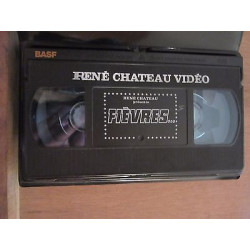 BASF
RENÉ CHATEAU VIDÉO
RENÉ CHATEAU
présente
FIÈVRES...